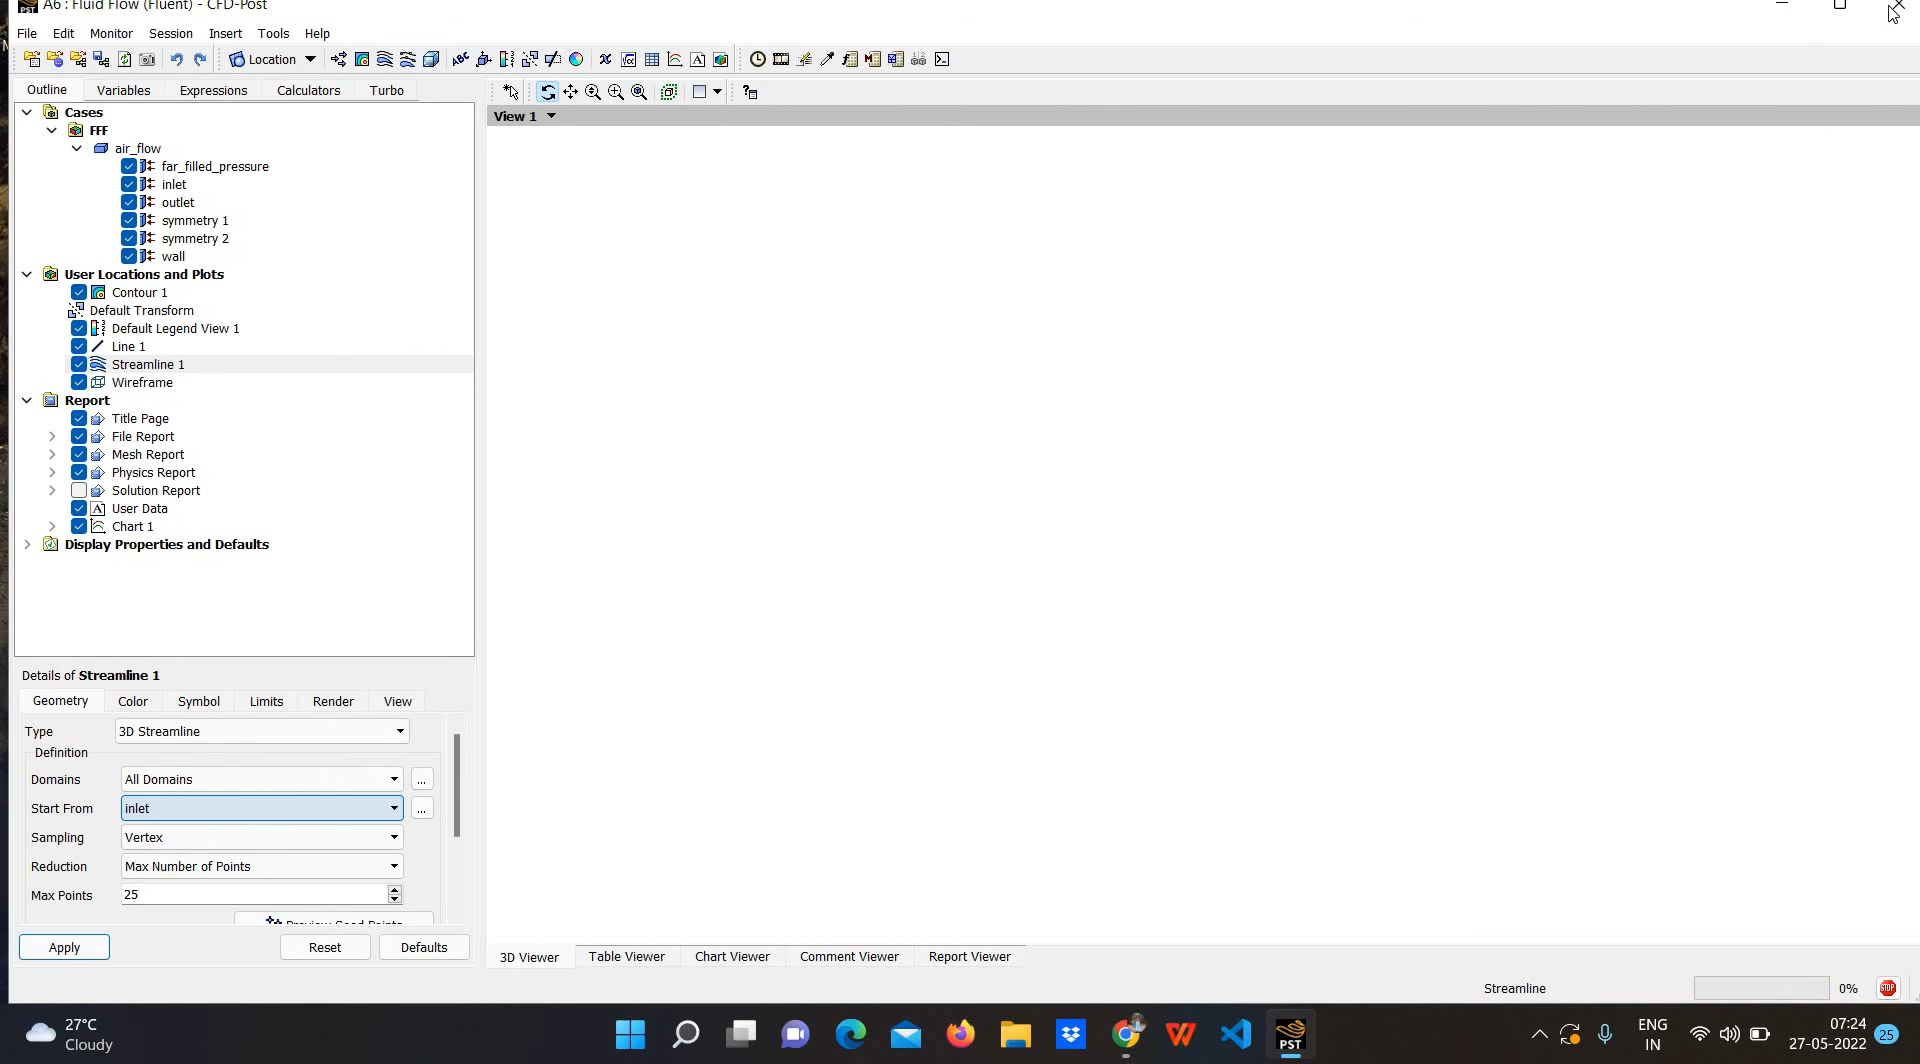 A6 : Fluid Flow (Fluent) - CFD-Post
File Edit Monitor Session Insert Tools Help
Location
Outline Variables Expressions Calculators Turbo
Cases
FFF
air_flow
far_filled_pressure
inlet
outlet
symmetry 1
symmetry 2
wall
User Locations and Plots
Contour 1
Default Transform
Default Legend View 1
Line 1
Streamline 1
Wireframe
Report
Title Page
File Report
Mesh Report
Physics Report
Solution Report
User Data
Chart 1
Display Properties and Defaults
View 1
Details of Streamline 1
Geometry Color Symbol Limits Render View
Type 3D Streamline
Definition
Domains All Domains ...
Start From inlet ...
Sampling Vertex
Reduction Max Number of Points
Max Points 25
Preview Seed Points
Apply Reset Defaults
3D Viewer Table Viewer Chart Viewer Comment Viewer Report Viewer
Streamline 0% STOP
27°C
Cloudy
PST
ENG
IN
07:24
27-05-2022
25